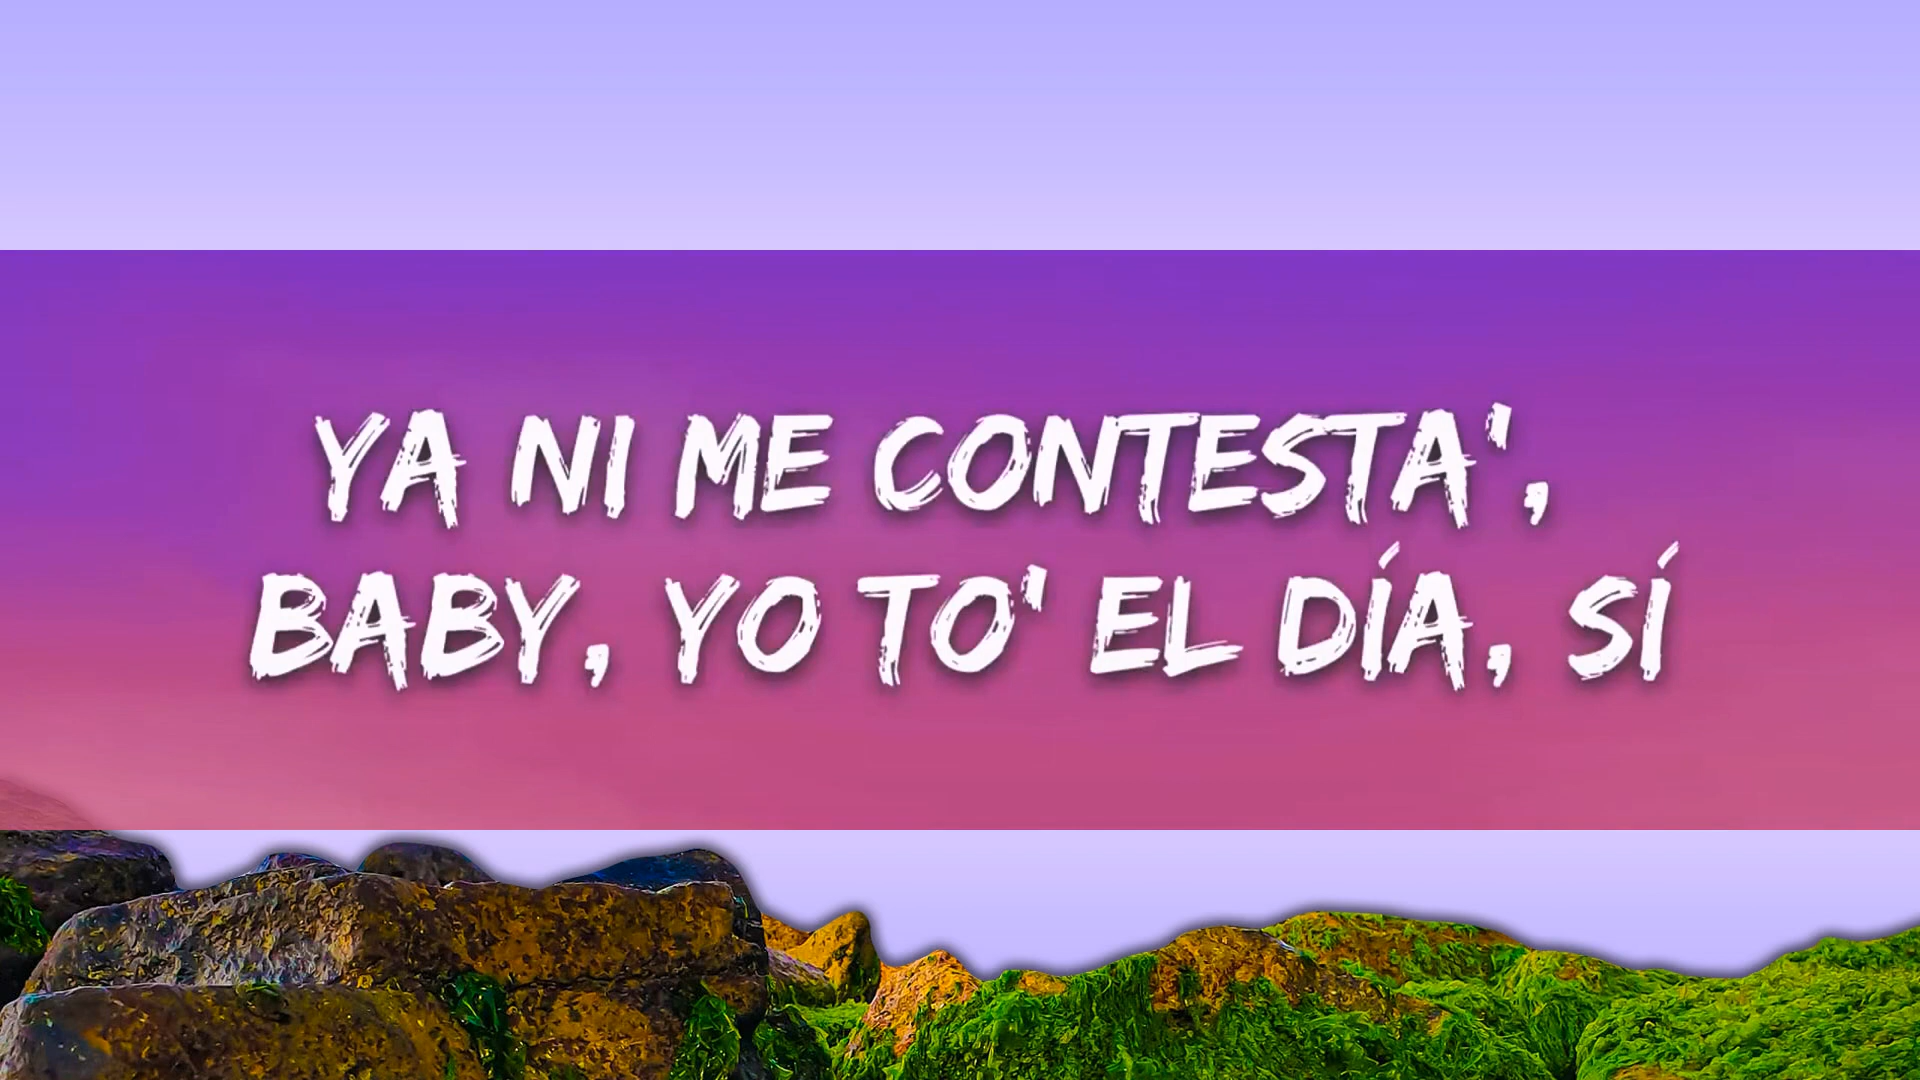 YA NI ME CONTESTA',
BABY, YO TO' EL DÍA, SÍ